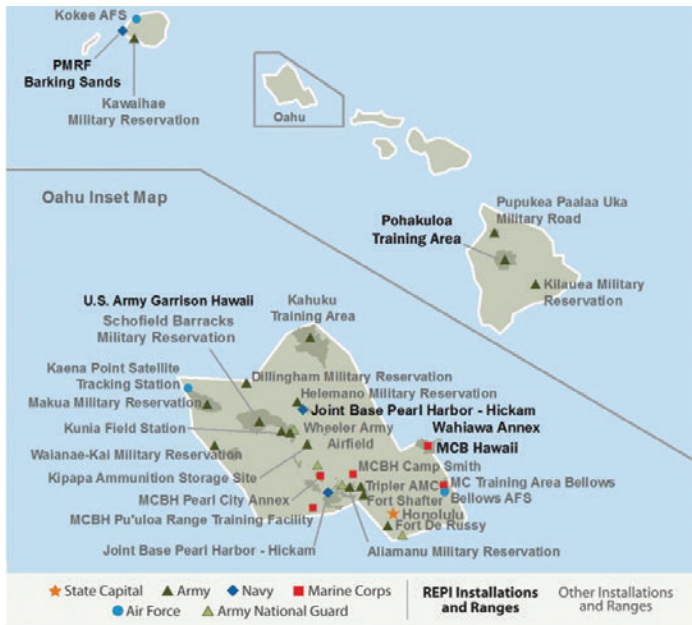 Kokee AFS
PMRF
Barking Sands
Kawaihae
Military Reservation
Oahu
Oahu Inset Map
Pupukea Paalaa Uka
Military Road
Pohakuloa
Training Area
Kilauea Military
Reservation
U.S. Army Garrison Hawaii
Schofield Barracks
Military Reservation
Kahuku
Training Area
Kaena Point Satellite
Tracking Station
Dillingham Military Reservation
Helemano Military Reservation
Makua Military Reservation
Joint Base Pearl Harbor - Hickam
Wahiawa Annex
Kunia Field Station
Wheeler Army
Airfield
MCB Hawaii
Waianae-Kai Military Reservation
Kipapa Ammunition Storage Site
MCBH Camp Smith
MCBH Pearl City Annex
Tripler AMC
MC Training Area Bellows
Fort Shafter
Bellows AFS
MCBH Pu'uloa Range Training Facility
Honolulu
Fort De Russy
Joint Base Pearl Harbor - Hickam
Aliamanu Military Reservation
State Capital
Army
Navy
Marine Corps
Air Force
Army National Guard
REPI Installations
and Ranges
Other Installations
and Ranges